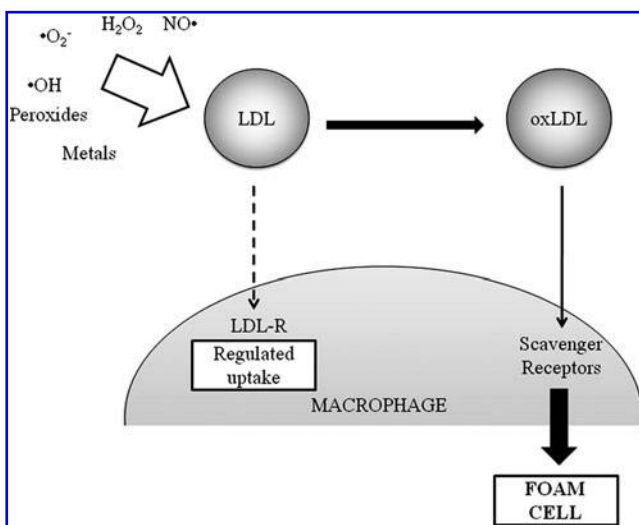 H₂O₂ NO•
•O₂⁻
•OH
Peroxides
Metals
LDL
oxLDL
LDL-R
Regulated
uptake
Scavenger
Receptors
MACROPHAGE
FOAM
CELL